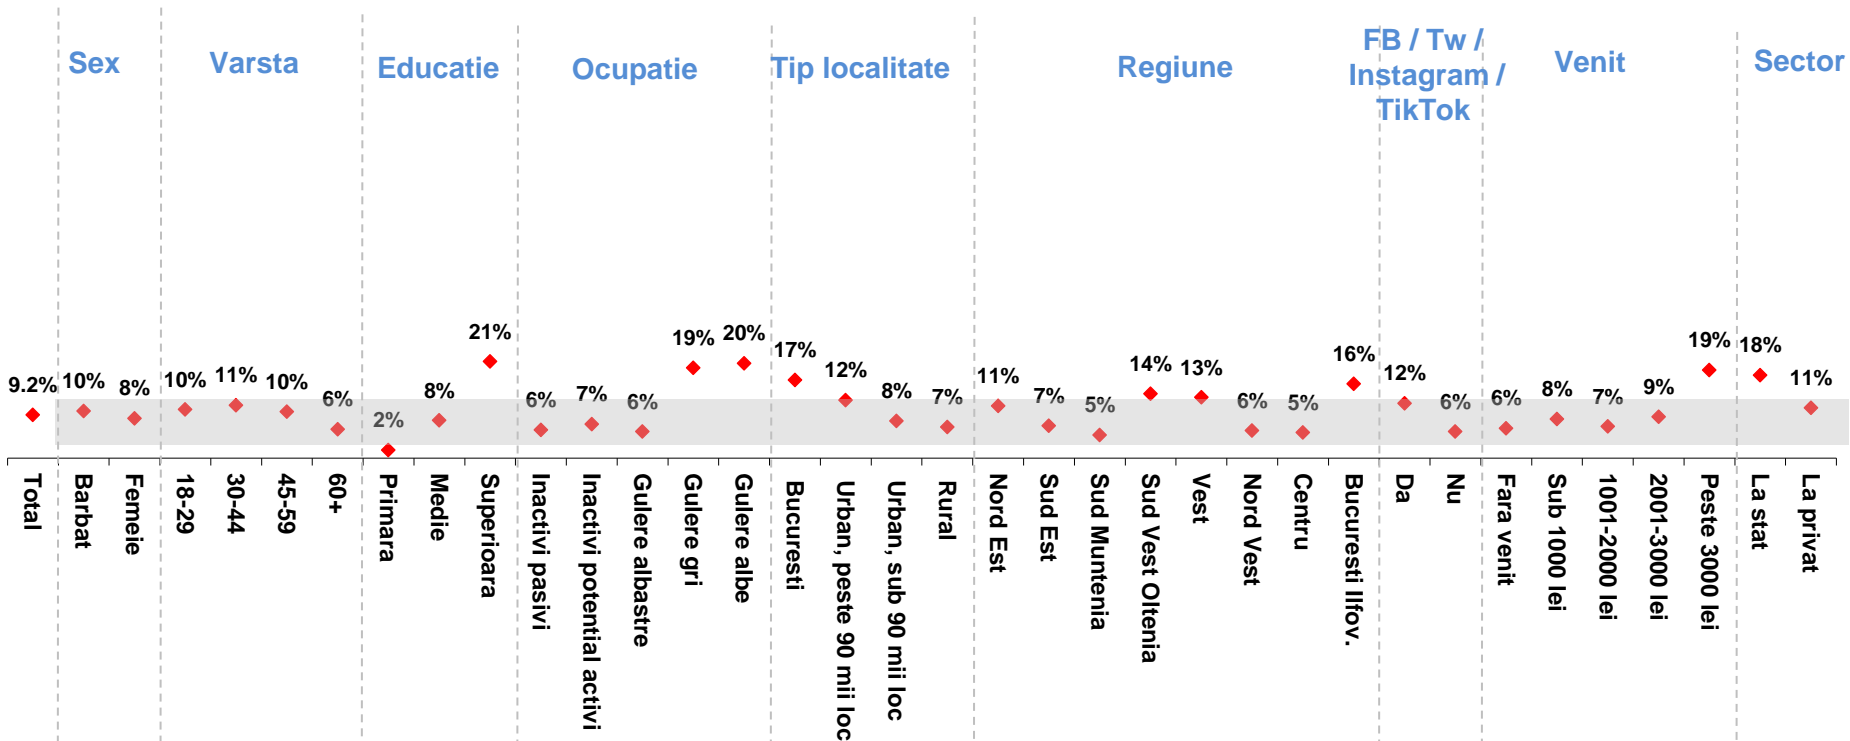 Sex
Varsta
Educatie
Ocupatie
Tip localitate
Regiune
FB / Tw /
Instagram /
TikTok
Venit
Sector
9.2%
10%
8%
10%
11%
10%
6%
2%
8%
21%
6%
7%
6%
19%
20%
17%
12%
8%
7%
11%
7%
5%
14%
13%
6%
5%
16%
12%
6%
6%
8%
7%
9%
19%
18%
11%
Total
Barbat
Femeie
18-29
30-44
45-59
60+
Primara
Medie
Superioara
Inactivi pasivi
Inactivi potential activi
Gulere albastre
Gulere gri
Gulere albe
Bucuresti
Urban, peste 90 mii loc
Urban, sub 90 mii loc
Rural
Nord Est
Sud Est
Sud Muntenia
Sud Vest Oltenia
Vest
Nord Vest
Centru
Bucuresti Ilfov.
Da
Nu
Fara venit
Sub 1000 lei
1001-2000 lei
2001-3000 lei
Peste 3000 lei
La stat
La privat